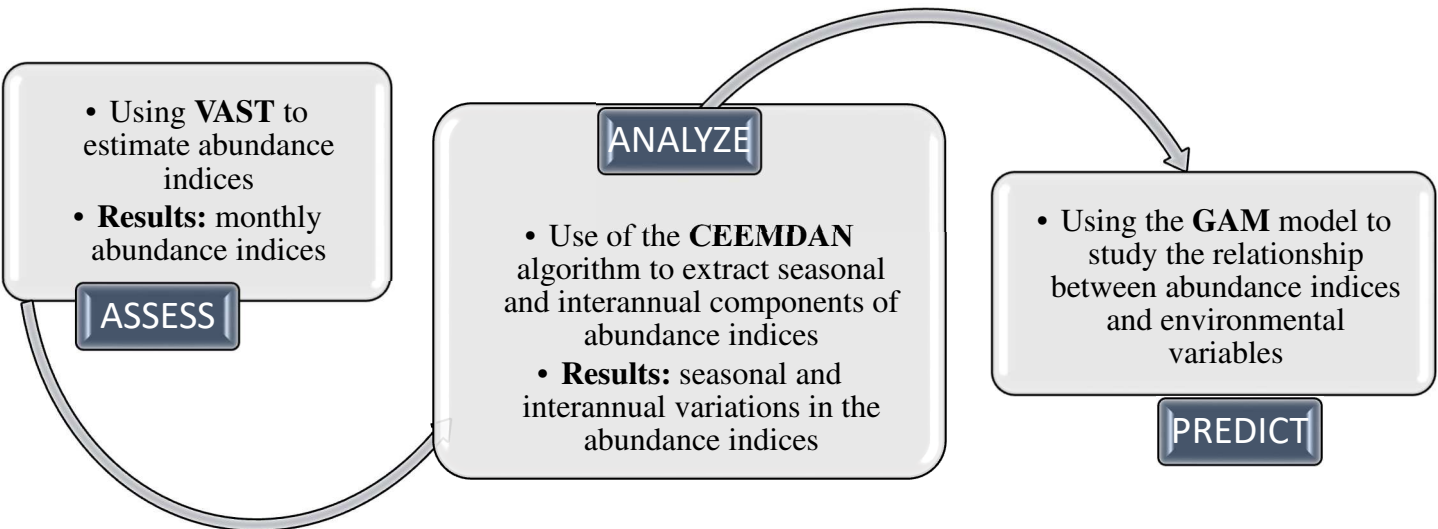 • Using VAST to
estimate abundance
indices
• Results: monthly
abundance indices
ASSESS
ANALYZE
• Use of the CEEMDAN
algorithm to extract seasonal
and interannual components of
abundance indices
• Results: seasonal and
interannual variations in the
abundance indices
• Using the GAM model to
study the relationship
between abundance indices
and environmental
variables
PREDICT